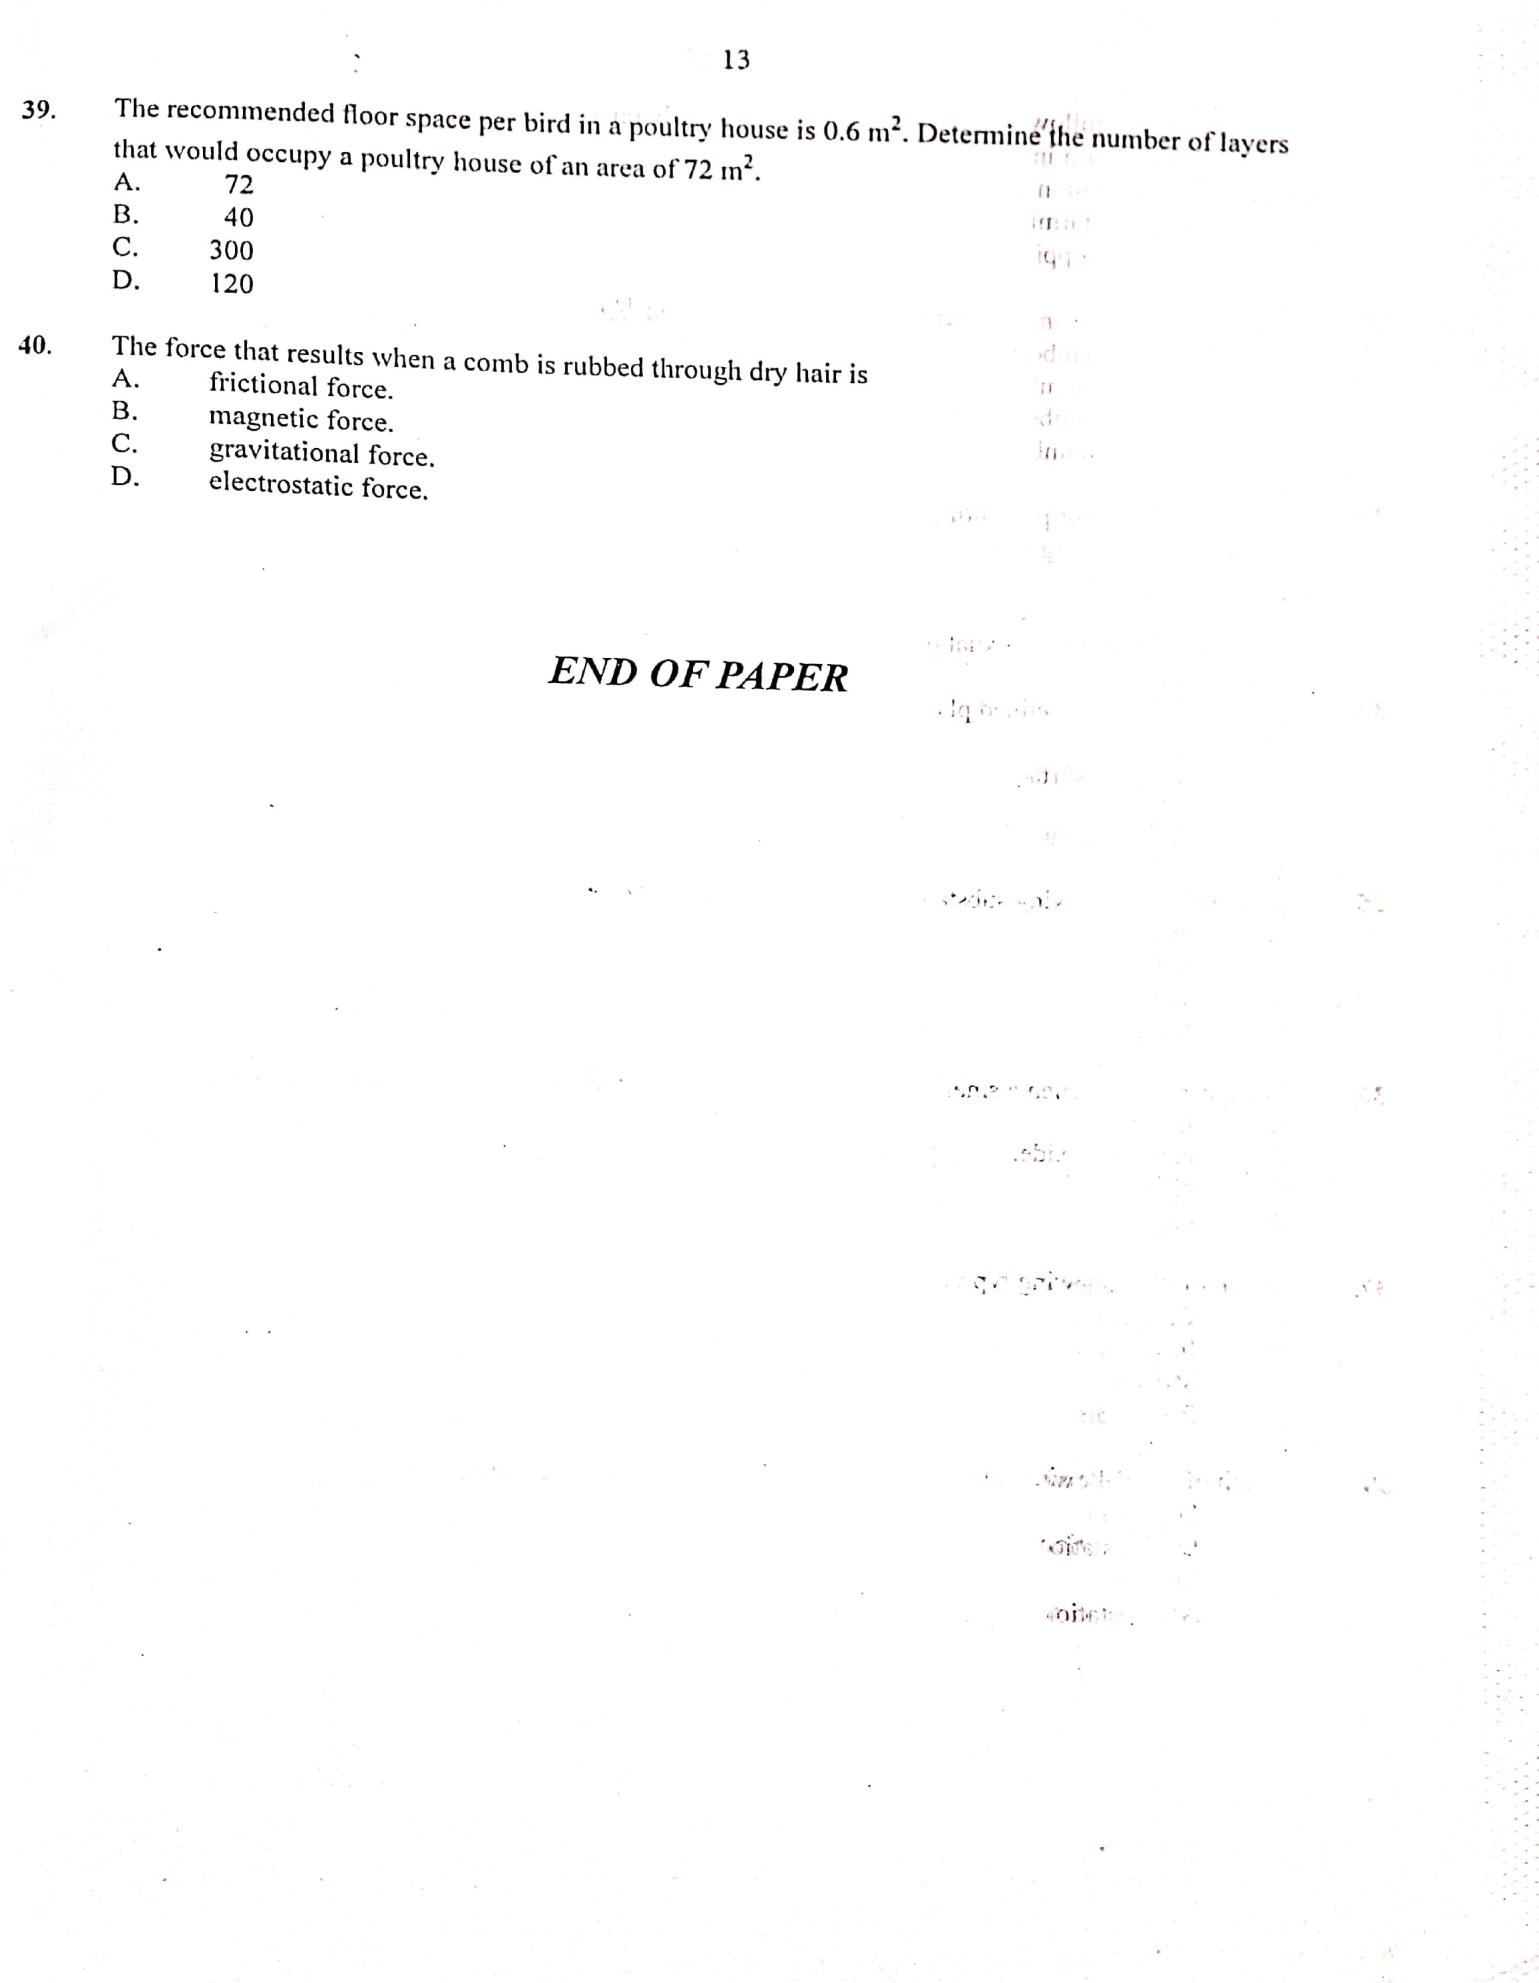 13
39. The recommended floor space per bird in a poultry house is 0.6 m². Determine the number of layers
that would occupy a poultry house of an area of 72 m².
A. 72
B. 40
C. 300
D. 120
40. The force that results when a comb is rubbed through dry hair is
A. frictional force.
B. magnetic force.
C. gravitational force.
D. electrostatic force.
END OF PAPER